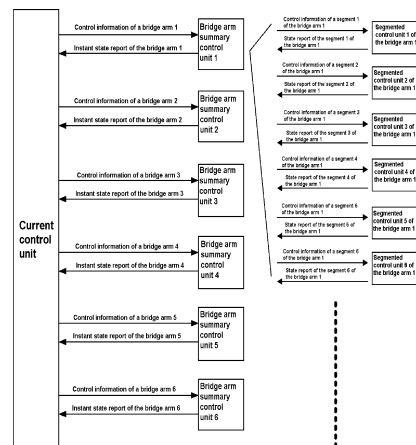 Current
control
unit
Control information of a bridge arm 1
Instant state report of the bridge arm 1
Bridge arm
summary
control
unit 1
Control information of a bridge arm 2
Instant state report of the bridge arm 2
Bridge arm
summary
control
unit 2
Control information of a bridge arm 3
Instant state report of the bridge arm 3
Bridge arm
summary
control
unit 3
Control information of a bridge arm 4
Instant state report of the bridge arm 4
Bridge arm
summary
control
unit 4
Control information of a bridge arm 5
Instant state report of the bridge arm 5
Bridge arm
summary
control
unit 5
Control information of a bridge arm 6
Instant state report of the bridge arm 6
Bridge arm
summary
control
unit 6
Control information of a segment 1
of the bridge arm 1
State report of the segment 1 of
the bridge arm 1
Segmented
control unit 1 of
the bridge arm 1
Control information of a segment 2
of the bridge arm 1
State report of the segment 2 of
the bridge arm 1
Segmented
control unit 2 of
the bridge arm 1
Control information of a segment 3
of the bridge arm 1
State report of the segment 3 of
the bridge arm 1
Segmented
control unit 3 of
the bridge arm 1
Control information of a segment 4
of the bridge arm 1
State report of the segment 4 of
the bridge arm 1
Segmented
control unit 4 of
the bridge arm 1
Control information of a segment 6
of the bridge arm 1
State report of the segment 6 of
the bridge arm 1
Segmented
control unit 5 of
the bridge arm 1
Control information of a segment 6
of the bridge arm 1
State report of the segment 6 of
the bridge arm 1
Segmented
control unit 8 of
the bridge arm 1